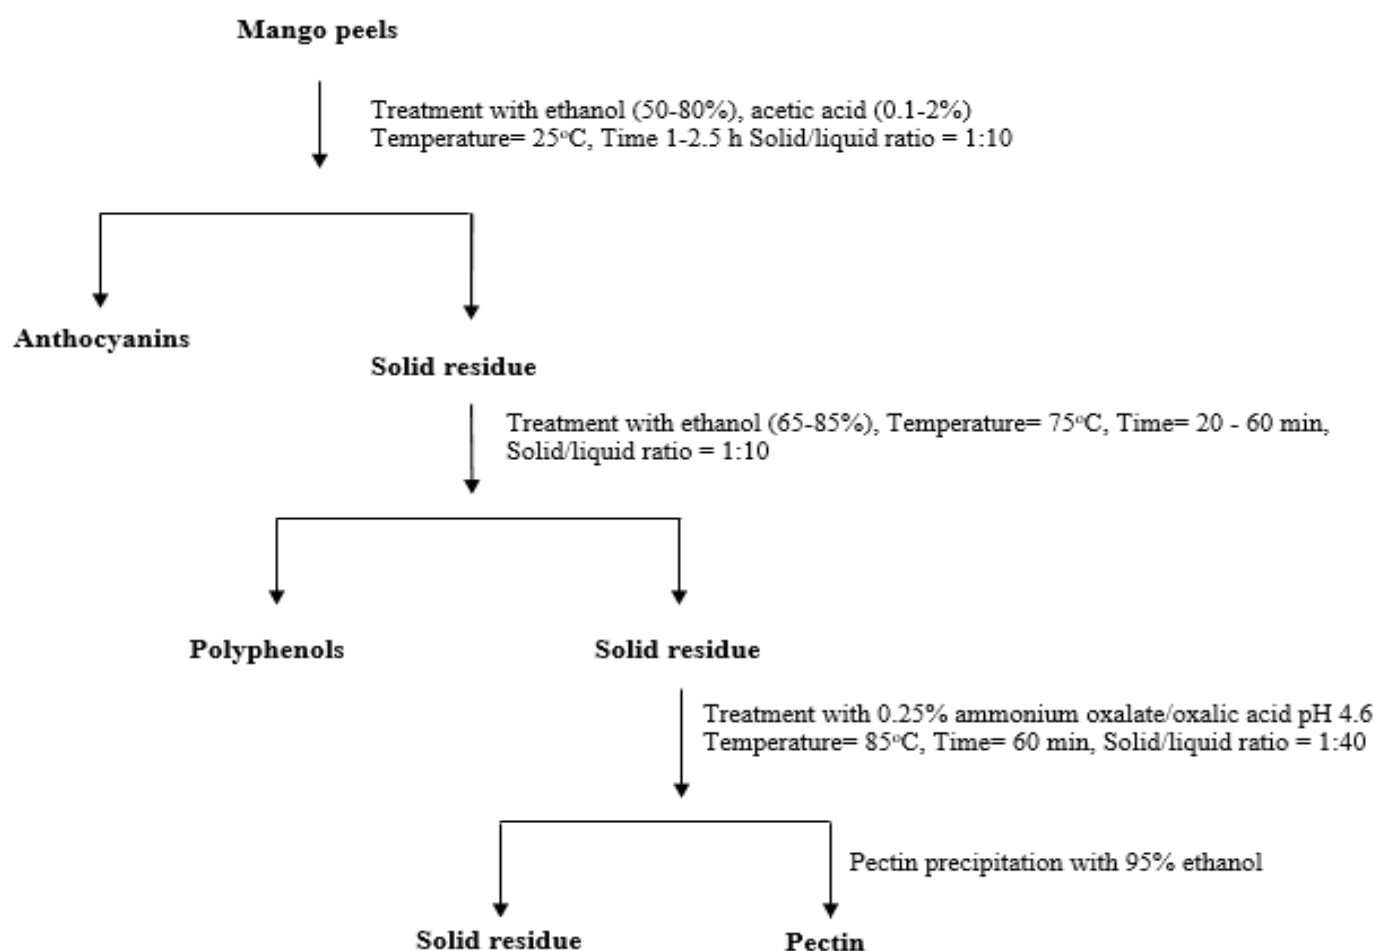 Mango peels
Treatment with ethanol (50-80%), acetic acid (0.1-2%)
Temperature= 25°C, Time 1-2.5 h Solid/liquid ratio = 1:10
Anthocyanins
Solid residue
Treatment with ethanol (65-85%), Temperature= 75°C, Time= 20 - 60 min,
Solid/liquid ratio = 1:10
Polyphenols
Solid residue
Treatment with 0.25% ammonium oxalate/oxalic acid pH 4.6
Temperature= 85°C, Time= 60 min, Solid/liquid ratio = 1:40
Pectin precipitation with 95% ethanol
Solid residue
Pectin